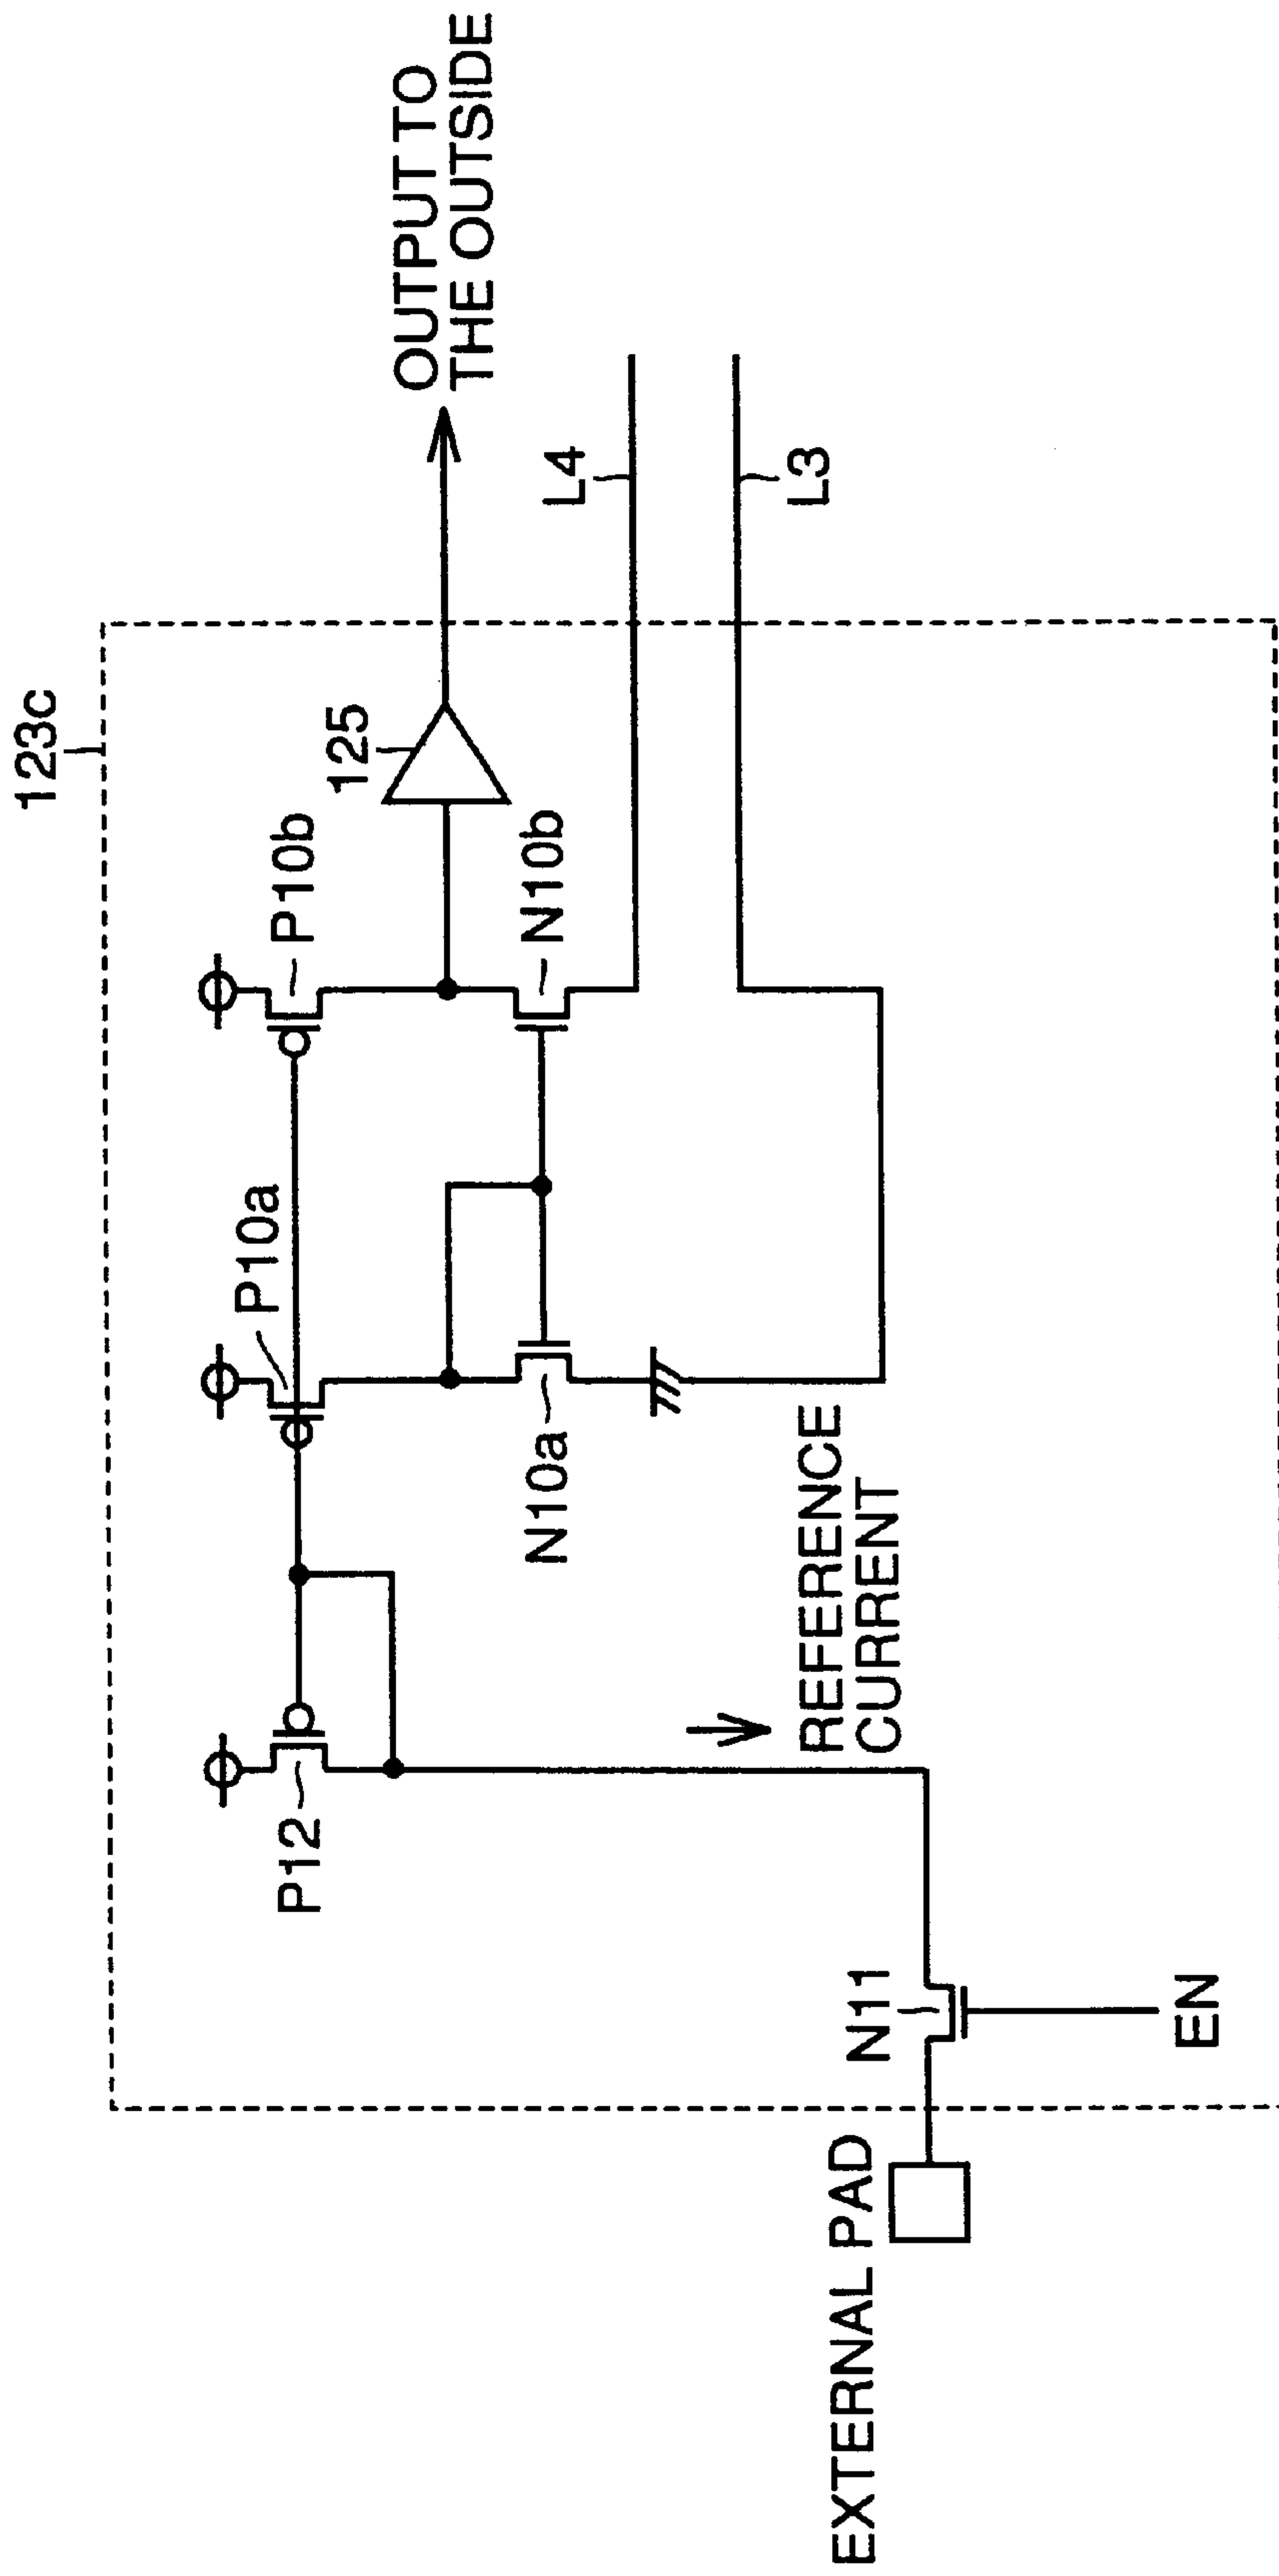 123c
OUTPUT TO
THE OUTSIDE
125
P10b
P10a
P12
N10b
N10a
L4
L3
REFERENCE
CURRENT
N11
EN
EXTERNAL PAD